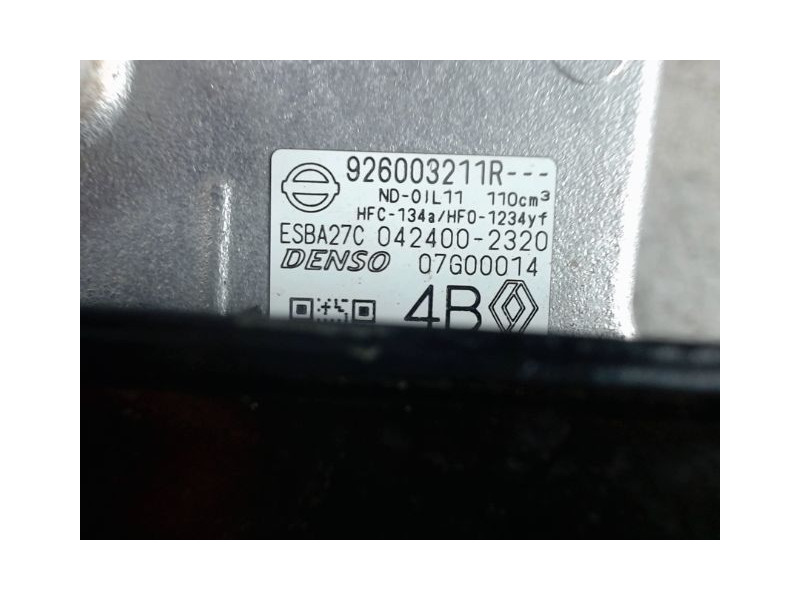 926003211R---
ND-OIL11 110cm³
HFC-134a/HFO-1234yf
ESBA27C 042400-2320
DENSO 07G00014
4B